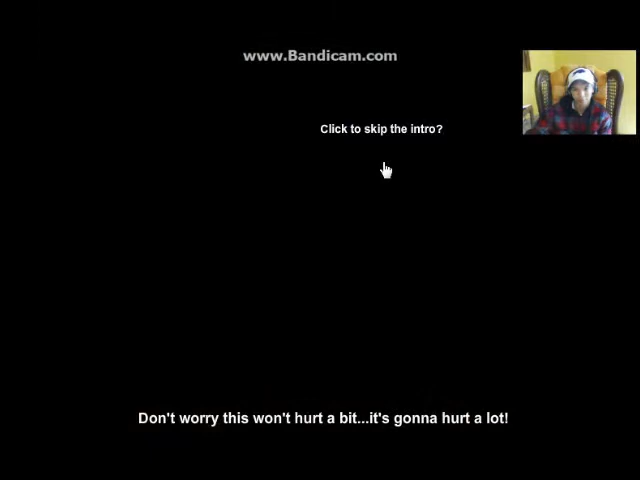 www.Bandicam.com
Click to skip the intro?
Don't worry this won't hurt a bit...it's gonna hurt a lot!